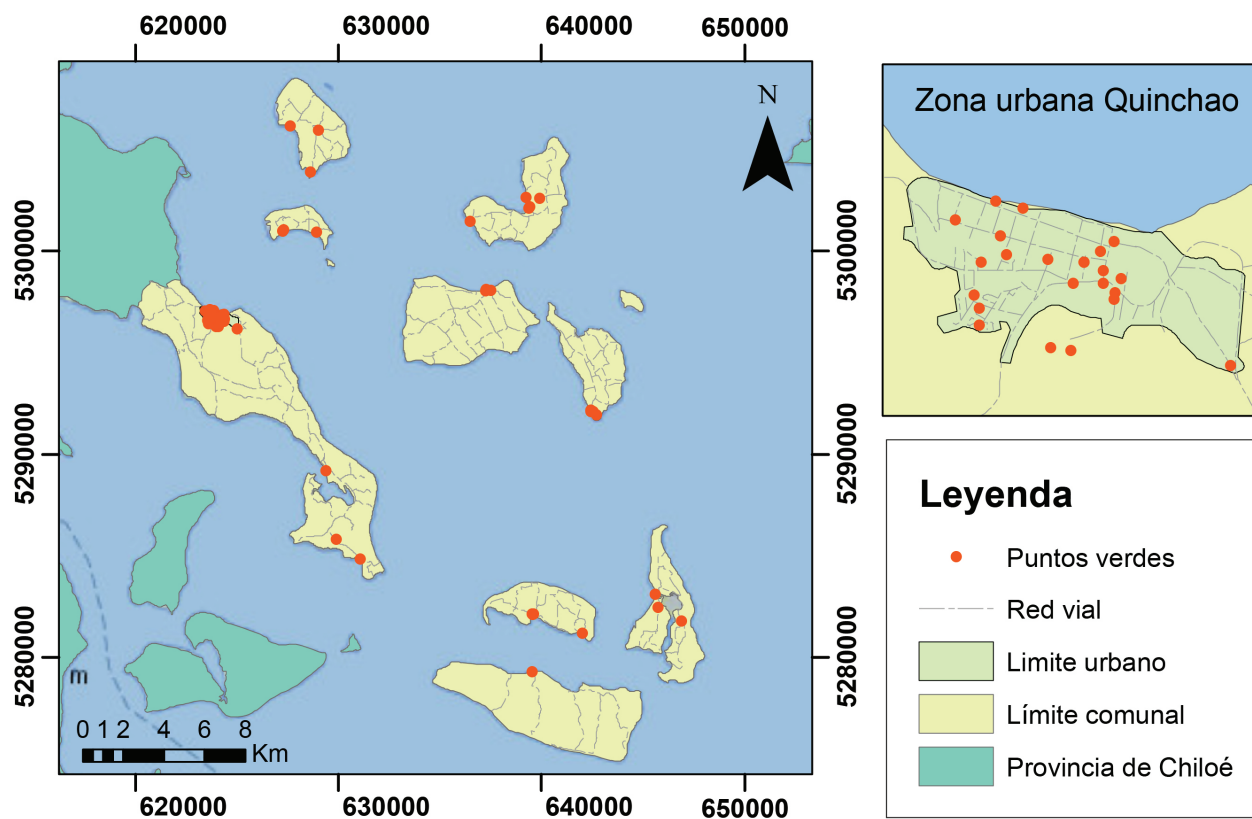 620000 630000 640000 650000
N
5300000 5300000
5290000 5290000
5280000 5280000
m
0 1 2 4 6 8
Km
620000 630000 640000 650000
Zona urbana Quinchao
Leyenda
Puntos verdes
Red vial
Limite urbano
Límite comunal
Provincia de Chiloé